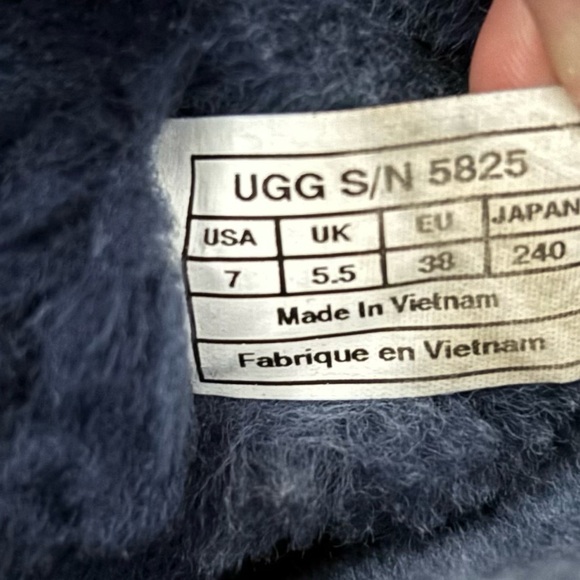 UGG S/N 5825
USA UK EU JAPAN
7 5.5 38 240
Made In Vietnam
Fabrique en Vietnam